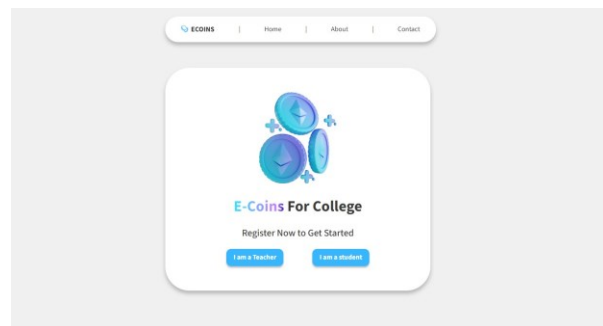 ECOINS | Home | About | Contact
E-Coins For College
Register Now to Get Started
I am a Teacher I am a student